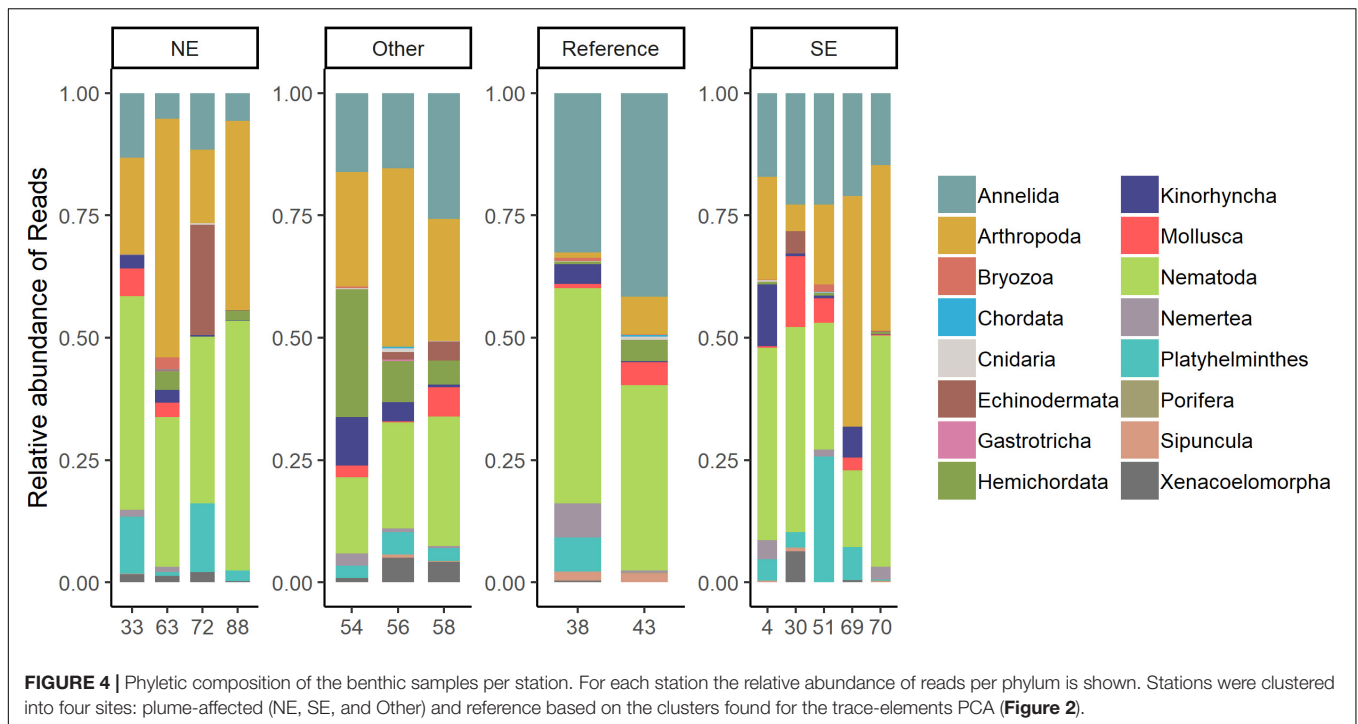 NE
Other
Reference
SE
Relative abundance of Reads
1.00
0.75
0.50
0.25
0.00
33 63 72 88
1.00
0.75
0.50
0.25
0.00
54 56 58
1.00
0.75
0.50
0.25
0.00
38 43
1.00
0.75
0.50
0.25
0.00
4 30 51 69 70
Annelida
Arthropoda
Bryozoa
Chordata
Cnidaria
Echinodermata
Gastrotricha
Hemichordata
Kinorhyncha
Mollusca
Nematoda
Nemertea
Platyhelminthes
Porifera
Sipuncula
Xenacoelomorpha
FIGURE 4 | Phyletic composition of the benthic samples per station. For each station the relative abundance of reads per phylum is shown. Stations were clustered
into four sites: plume-affected (NE, SE, and Other) and reference based on the clusters found for the trace-elements PCA (Figure 2).